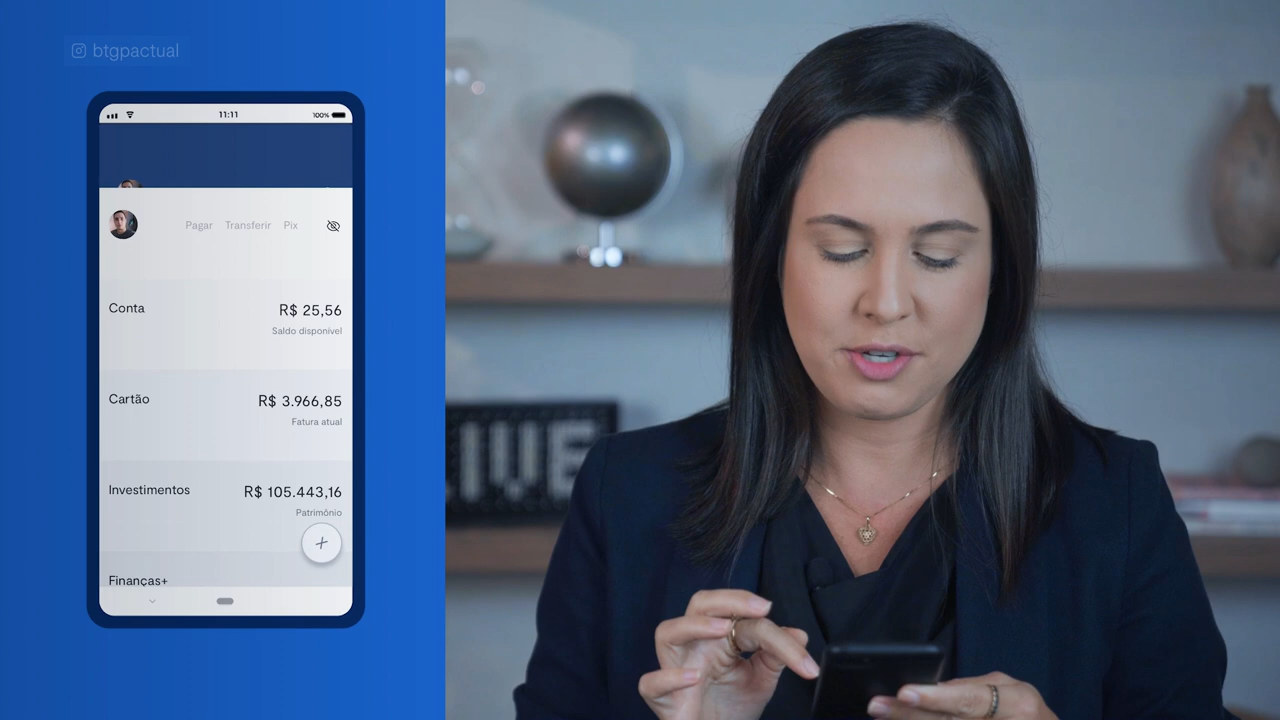 btgpactual
11:11
100%
Pagar Transferir Pix
Conta
R$ 25,56
Saldo disponível
Cartão
R$ 3.966,85
Fatura atual
Investimentos
R$ 105.443,16
Patrimônio
Finanças+
LIVE